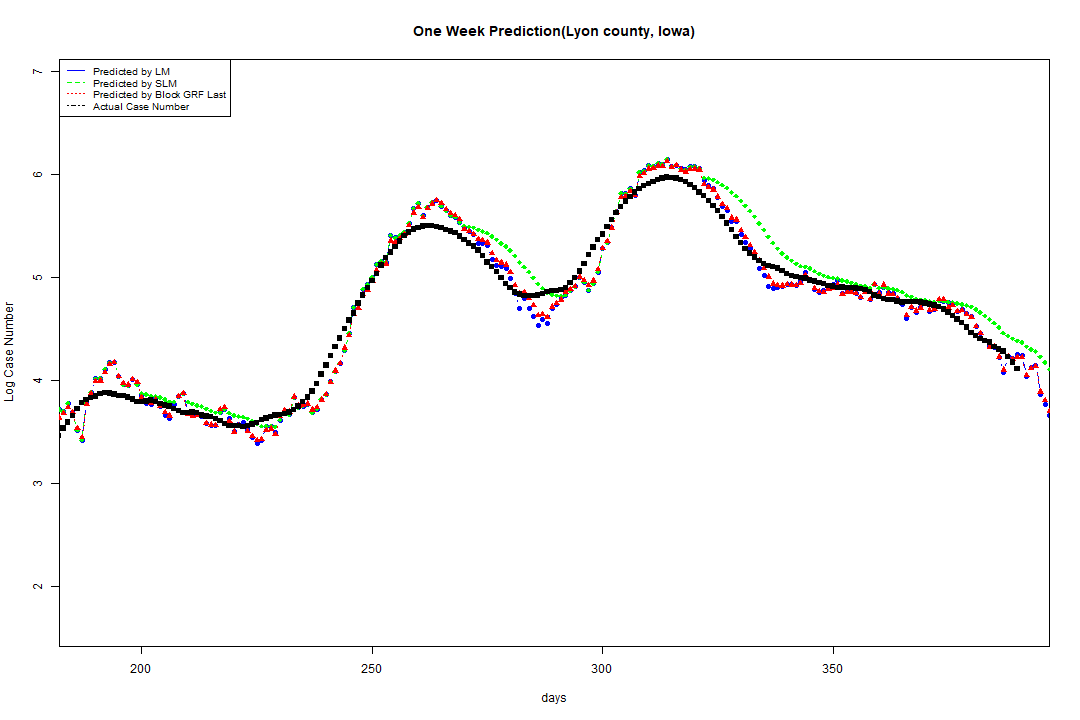 One Week Prediction(Lyon county, Iowa)
Predicted by LM
Predicted by SLM
Predicted by Block GRF Last
Actual Case Number
7
6
5
4
3
2
Log Case Number
200
250
300
350
days